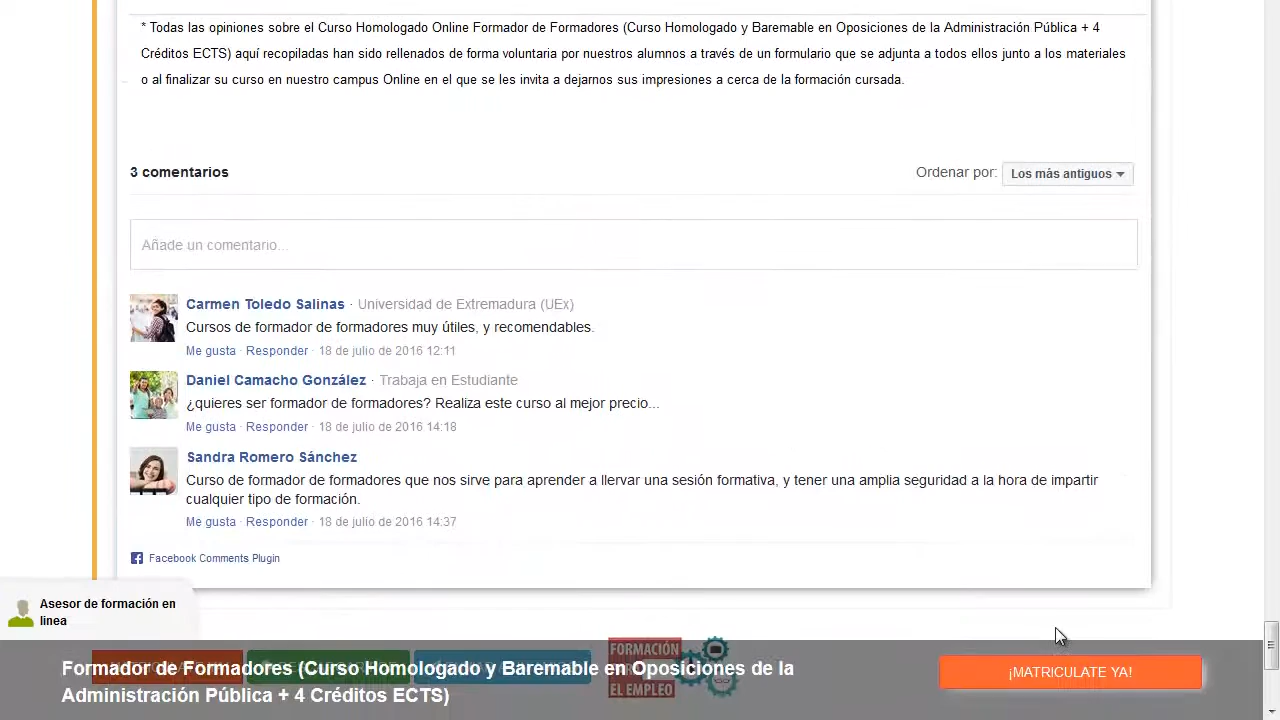 * Todas las opiniones sobre el Curso Homologado Online Formador de Formadores (Curso Homologado y Baremable en Oposiciones de la Administración Pública + 4
Créditos ECTS) aquí recopiladas han sido rellenados de forma voluntaria por nuestros alumnos a través de un formulario que se adjunta a todos ellos junto a los materiales
o al finalizar su curso en nuestro campus Online en el que se les invita a dejarnos sus impresiones a cerca de la formación cursada.
3 comentarios
Ordenar por: Los más antiguos
Añade un comentario...
Carmen Toledo Salinas · Universidad de Extremadura (UEx)
Cursos de formador de formadores muy útiles, y recomendables.
Me gusta · Responder · 18 de julio de 2016 12:11
Daniel Camacho González · Trabaja en Estudiante
¿quieres ser formador de formadores? Realiza este curso al mejor precio...
Me gusta · Responder · 18 de julio de 2016 14:18
Sandra Romero Sánchez
Curso de formador de formadores que nos sirve para aprender a llervar una sesión formativa, y tener una amplia seguridad a la hora de impartir
cualquier tipo de formación.
Me gusta · Responder · 18 de julio de 2016 14:37
Facebook Comments Plugin
Asesor de formación en
linea
FORMACIÓN
EL EMPLEO
Formador de Formadores (Curso Homologado y Baremable en Oposiciones de la
Administración Pública + 4 Créditos ECTS)
¡MATRICULATE YA!